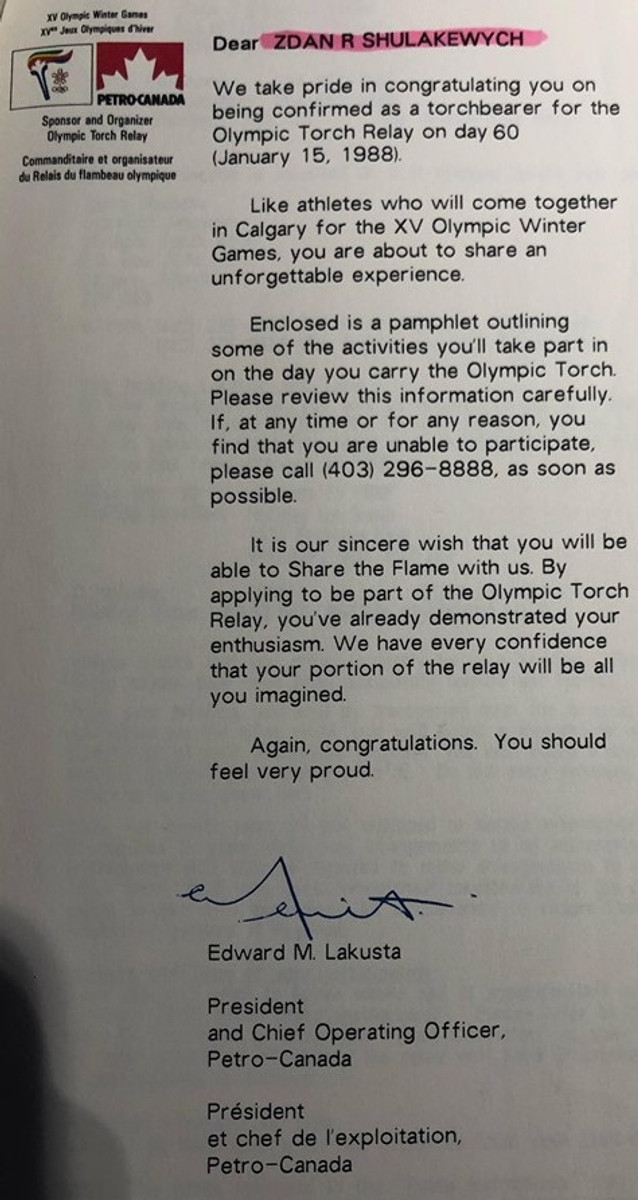 XV Olympic Winter Games
XVes Jeux Olympiques d'hiver
PETRO-CANADA
Sponsor and Organizer
Olympic Torch Relay
Commanditaire et organisateur
du Relais du flambeau olympique
Dear ZDAN R SHULAKEWYCH
We take pride in congratulating you on
being confirmed as a torchbearer for the
Olympic Torch Relay on day 60
(January 15, 1988).
Like athletes who will come together
in Calgary for the XV Olympic Winter
Games, you are about to share an
unforgettable experience.
Enclosed is a pamphlet outlining
some of the activities you'll take part in
on the day you carry the Olympic Torch.
Please review this information carefully.
If, at any time or for any reason, you
find that you are unable to participate,
please call (403) 296-8888, as soon as
possible.
It is our sincere wish that you will be
able to Share the Flame with us. By
applying to be part of the Olympic Torch
Relay, you've already demonstrated your
enthusiasm. We have every confidence
that your portion of the relay will be all
you imagined.
Again, congratulations. You should
feel very proud.
Edward M. Lakusta
President
and Chief Operating Officer,
Petro-Canada
Président
et chef de l'exploitation,
Petro-Canada